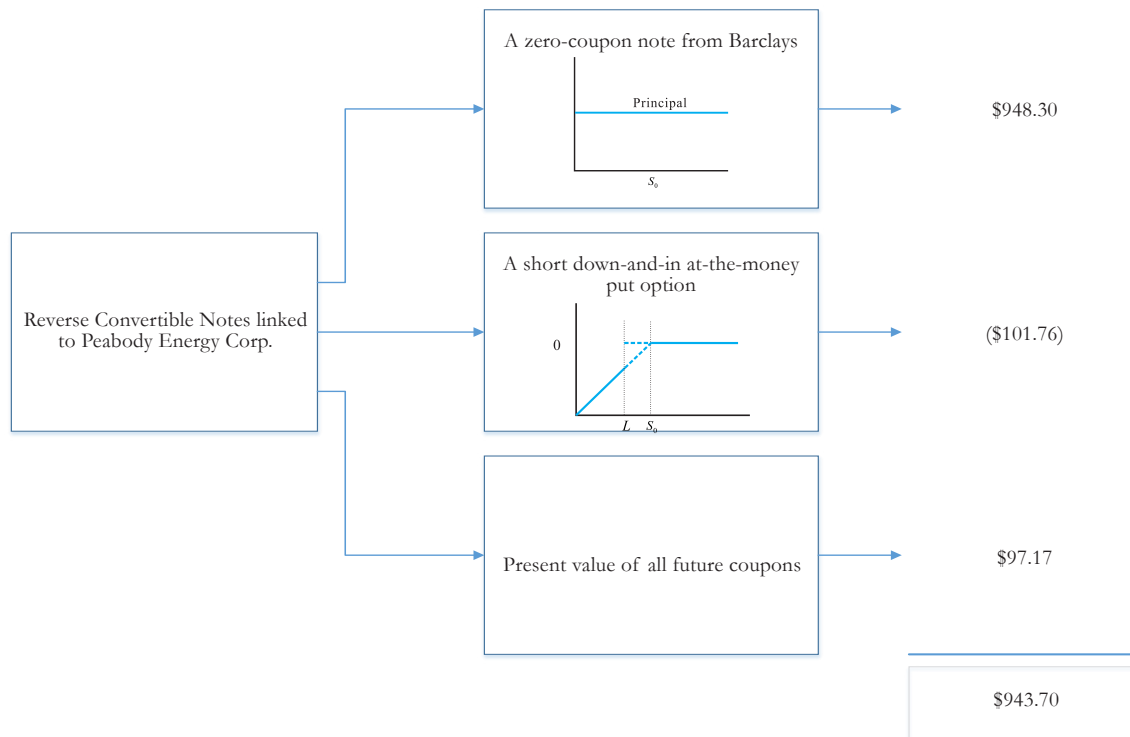 A zero-coupon note from Barclays
Principal
S₀
$948.30
Reverse Convertible Notes linked
to Peabody Energy Corp.
A short down-and-in at-the-money
put option
0
L S₀
($101.76)
Present value of all future coupons
$97.17
$943.70